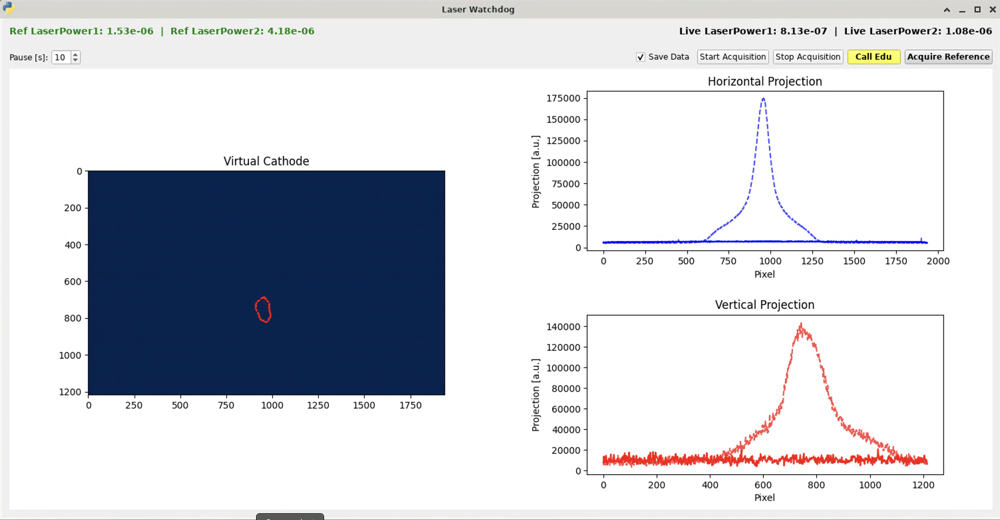 Laser Watchdog
Ref LaserPower1: 1.53e-06 | Ref LaserPower2: 4.18e-06
Live LaserPower1: 8.13e-07 | Live LaserPower2: 1.08e-06
Pause [s]: 10
Save Data
Start Acquisition
Stop Acquisition
Call Edu
Acquire Reference
Virtual Cathode
0
200
400
600
800
1000
1200
0 250 500 750 1000 1250 1500 1750
Horizontal Projection
Projection [a.u.]
175000
150000
125000
100000
75000
50000
25000
0
0 250 500 750 1000 1250 1500 1750 2000
Pixel
Vertical Projection
Projection [a.u.]
140000
120000
100000
80000
60000
40000
20000
0
0 200 400 600 800 1000 1200
Pixel